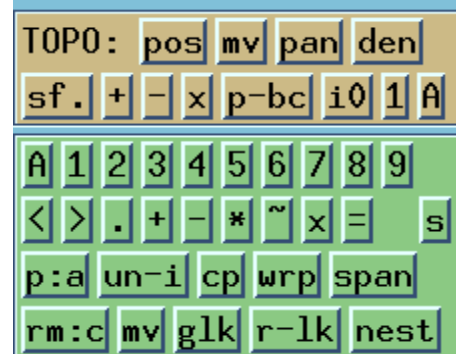 TOPO: pos mv pan den
sf. + - x p-bc i0 1 A
A 1 2 3 4 5 6 7 8 9
< > . + - * ~ x = s
p:a un-i cp wrp span
rm:c mv glk r-lk nest